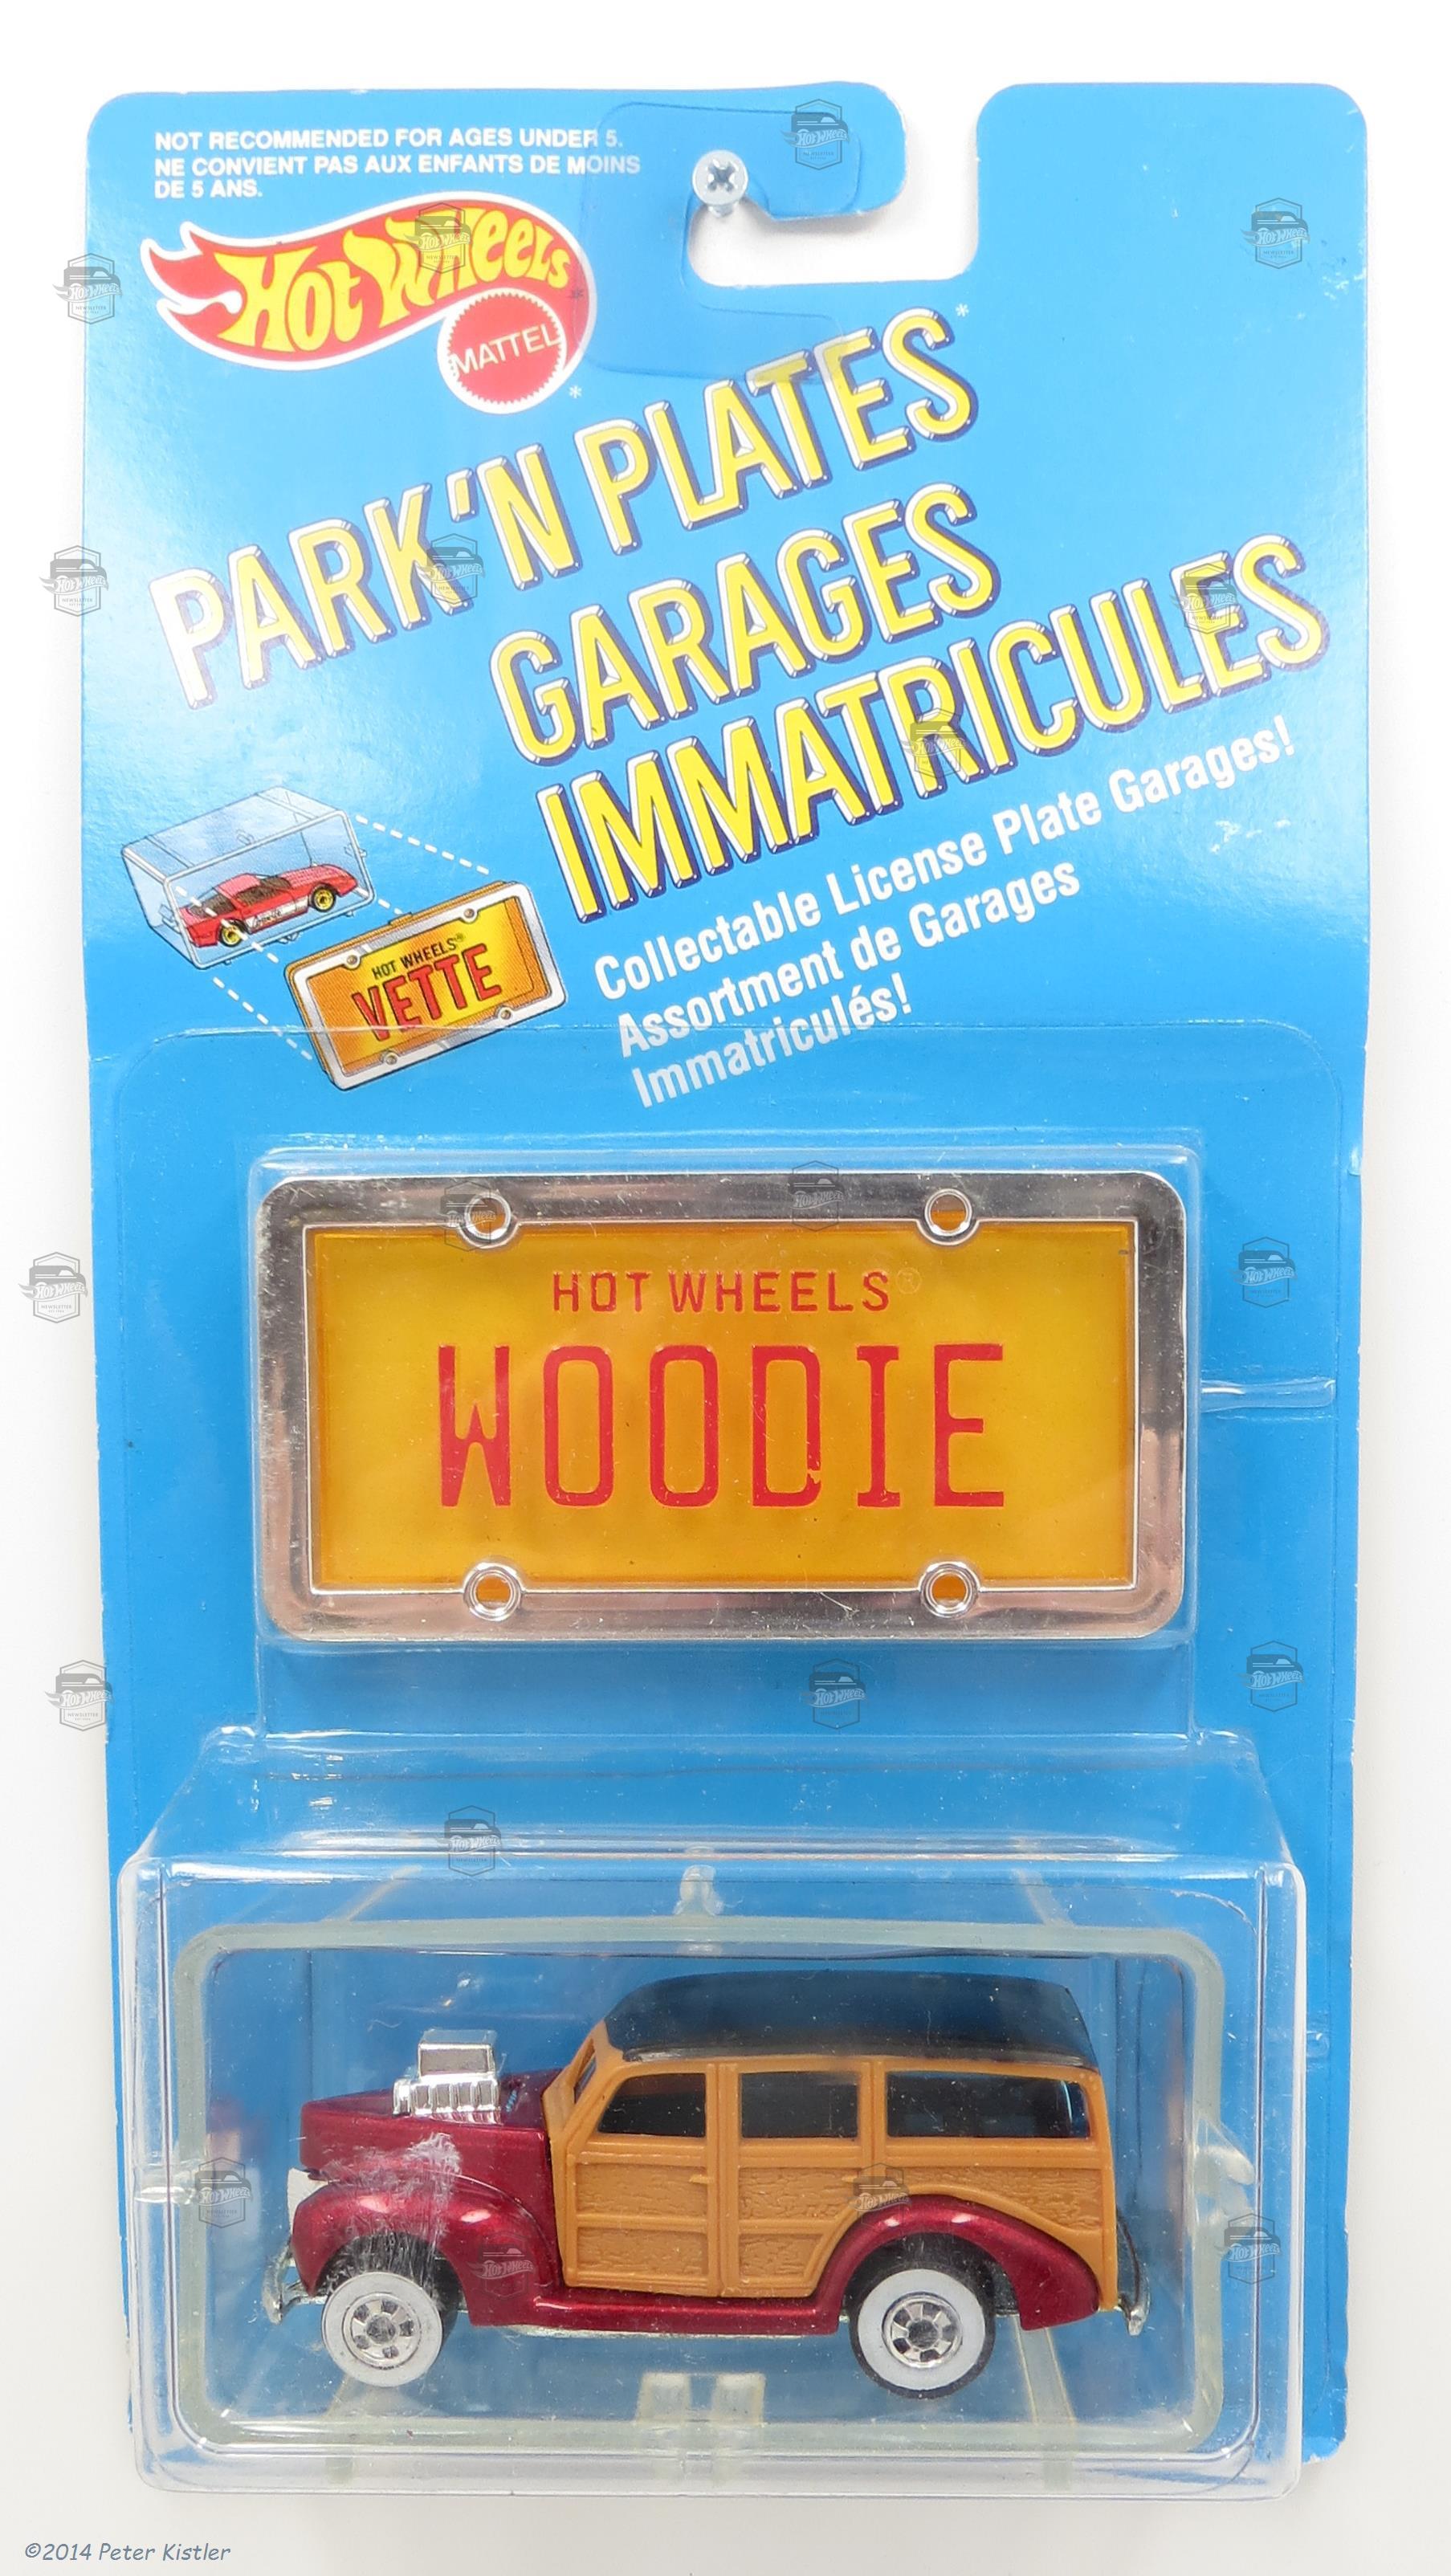 NOT RECOMMENDED FOR AGES UNDER 5.
NE CONVIENT PAS AUX ENFANTS DE MOINS
DE 5 ANS.
Hot Wheels
MATTEL
PARK'N PLATES*
GARAGES
IMMATRICULES
Collectable License Plate Garages!
Assortment de Garages
Immatriculés!
HOT WHEELS®
VETTE
HOT WHEELS®
WOODIE
©2014 Peter Kistler